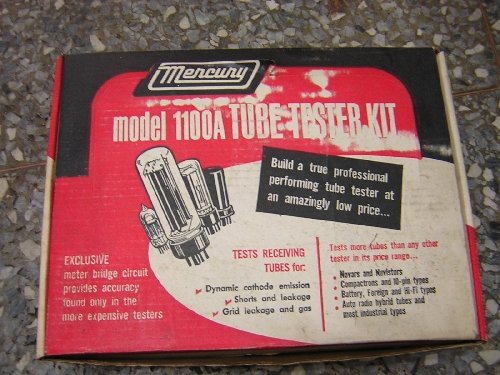 Mercury
model 1100A TUBE TESTER KIT
Build a true professional
performing tube tester at
an amazingly low price...
EXCLUSIVE
meter bridge circuit
provides accuracy
found only in the
more expensive testers
TESTS RECEIVING
TUBES for:
Dynamic cathode emission
Shorts and leakage
Grid leakage and gas
Tests more tubes than any other
tester in its price range...
• Novars and Nuvistors
• Compactrons and 10-pin types
• Battery, Foreign and Hi-Fi types
• Auto radio hybrid tubes and
most industrial types